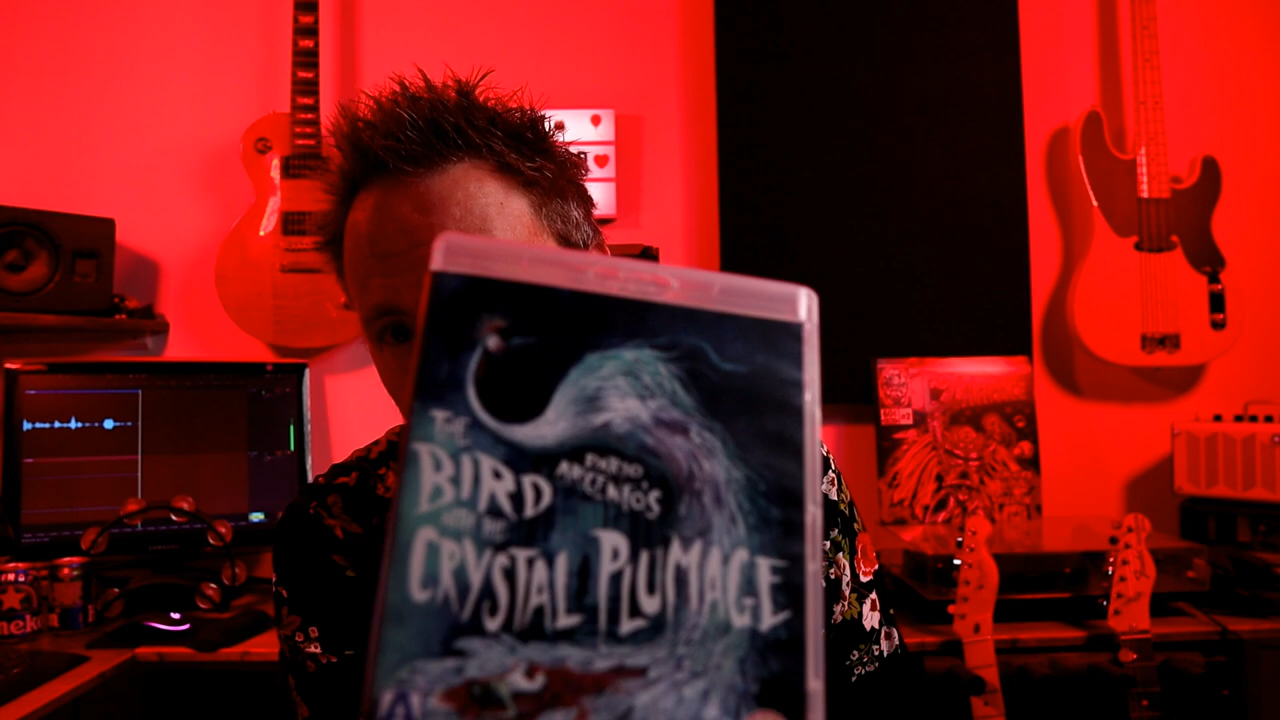 THE
BIRD
DARIO
ARGENTO'S
WITH THE
CRYSTAL PLUMAGE